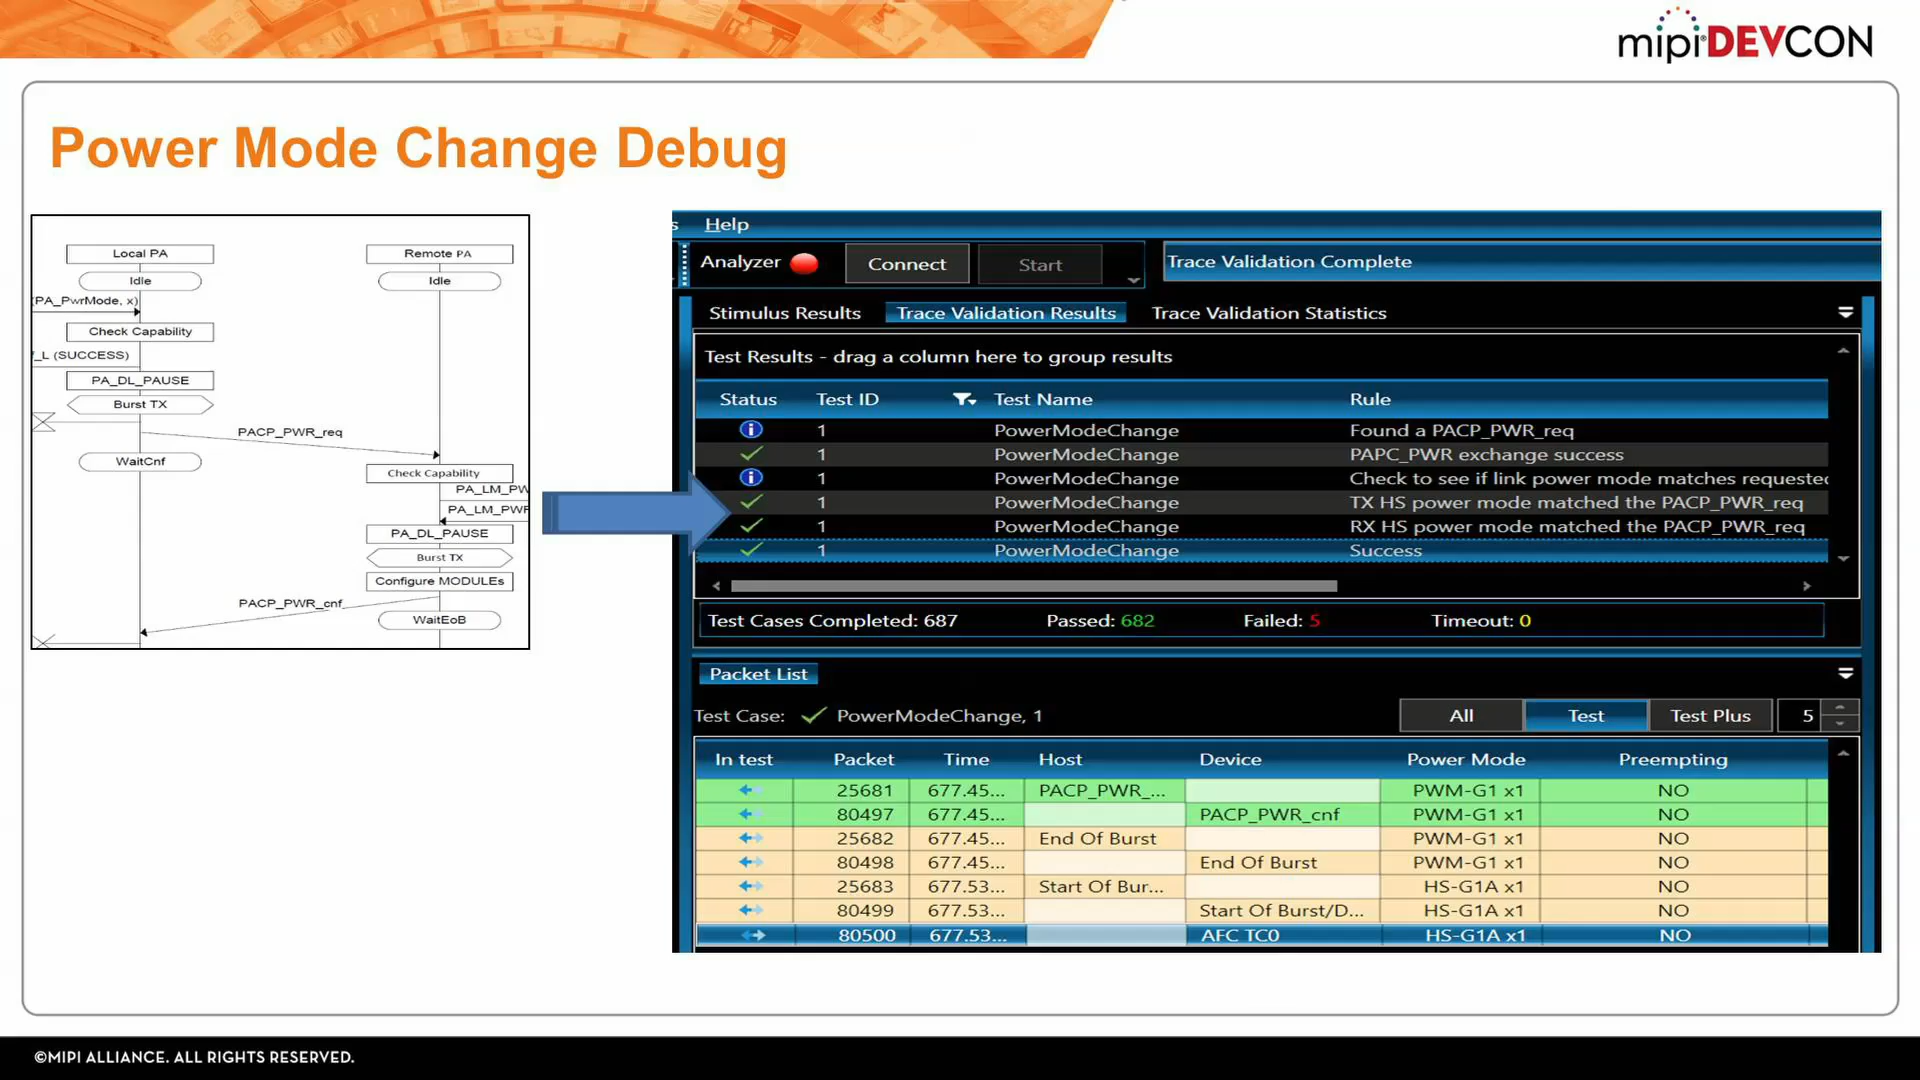 mipi DEVCON
Power Mode Change Debug
Local PA
Remote PA
Idle
Idle
(PA_PwrMode, x)
Check Capability
_L (SUCCESS)
PA_DL_PAUSE
Burst TX
PACP_PWR_req
WaitCnf
Check Capability
PA_LM_PW
PA_LM_PWR
PA_DL_PAUSE
Burst TX
Configure MODULEs
PACP_PWR_cnf
WaitEoB
s Help
Analyzer Connect Start Trace Validation Complete
Stimulus Results Trace Validation Results Trace Validation Statistics
Test Results - drag a column here to group results
Status Test ID Test Name Rule
1 PowerModeChange Found a PACP_PWR_req
1 PowerModeChange PAPC_PWR exchange success
1 PowerModeChange Check to see if link power mode matches requested
1 PowerModeChange TX HS power mode matched the PACP_PWR_req
1 PowerModeChange RX HS power mode matched the PACP_PWR_req
1 PowerModeChange Success
Test Cases Completed: 687 Passed: 682 Failed: 5 Timeout: 0
Packet List
Test Case: PowerModeChange, 1 All Test Test Plus 5
In test Packet Time Host Device Power Mode Preempting
25681 677.45... PACP_PWR_... PWM-G1 x1 NO
80497 677.45... PACP_PWR_cnf PWM-G1 x1 NO
25682 677.45... End Of Burst PWM-G1 x1 NO
80498 677.45... End Of Burst PWM-G1 x1 NO
25683 677.53... Start Of Bur... HS-G1A x1 NO
80499 677.53... Start Of Burst/D... HS-G1A x1 NO
80500 677.53... AFC TC0 HS-G1A x1 NO
©MIPI ALLIANCE. ALL RIGHTS RESERVED.